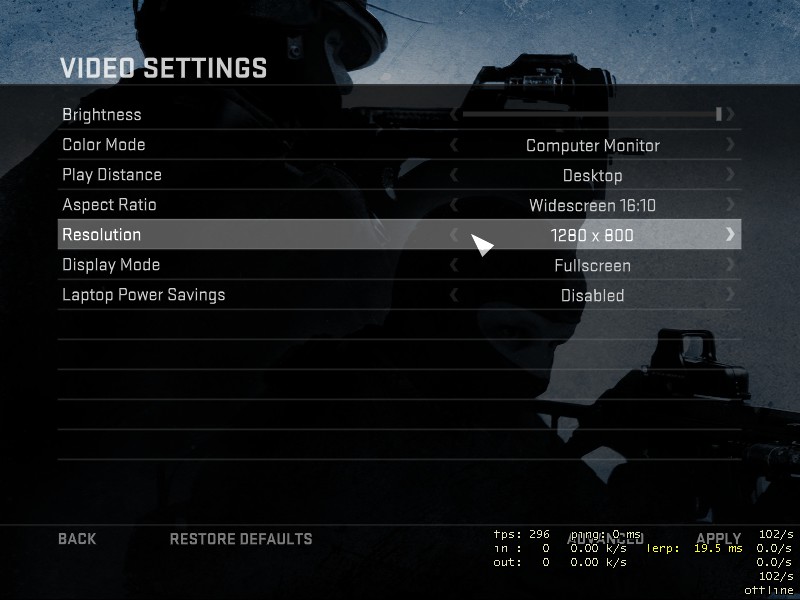 VIDEO SETTINGS
Brightness
Color Mode Computer Monitor
Play Distance Desktop
Aspect Ratio Widescreen 16:10
Resolution 1280 x 800
Display Mode Fullscreen
Laptop Power Savings Disabled
BACK RESTORE DEFAULTS ADVANCED APPLY
fps: 296 ping: 0 ms 102/s
in : 0 0.00 k/s lerp: 19.5 ms 0.0/s
out: 0 0.00 k/s 0.0/s
102/s
offline